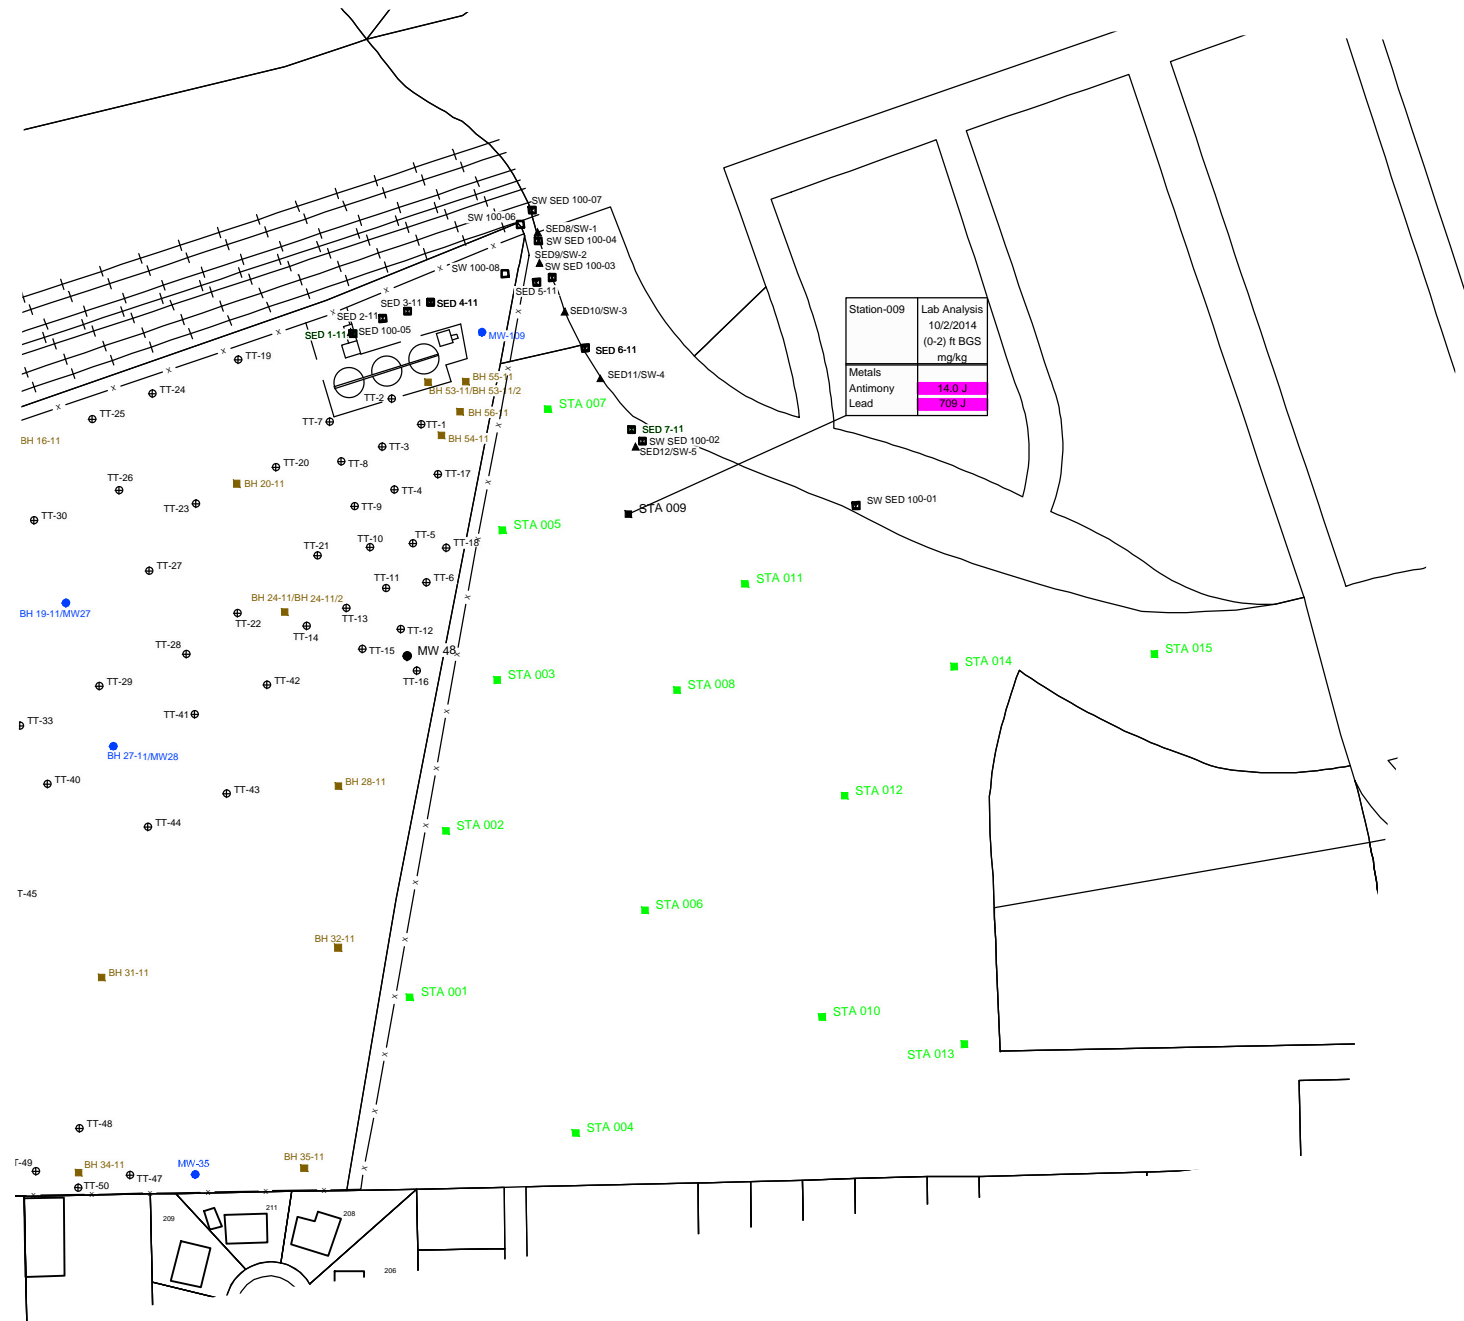 SW SED 100-07
SW 100-06
SED8/SW-1
SW SED 100-04
SED9/SW-2
SW SED 100-03
SW 100-08
SED 5-11
SED 4-11
SED 3-11
SED10/SW-3
SED 2-11
SED 100-05
SED 1-11
MW-109
SED 6-11
Station-009
Lab Analysis
10/2/2014
(0-2) ft BGS
mg/kg
Metals
Antimony 14.0 J
Lead 709 J
TT-19
TT-24
BH 55-11
BH 53-11/BH 53-11/2
SED11/SW-4
TT-2
STA 007
TT-25
BH 56-11
TT-7
TT-1
SED 7-11
BH 16-11
BH 54-11
SW SED 100-02
TT-3
SED12/SW-5
TT-20
TT-8
TT-17
TT-26
BH 20-11
TT-4
TT-23
TT-9
SW SED 100-01
STA 009
TT-30
STA 005
TT-10
TT-5
TT-18
TT-21
TT-27
STA 011
TT-11
TT-6
BH 19-11/MW27
BH 24-11/BH 24-11/2
TT-22
TT-13
TT-14
TT-12
TT-28
TT-15
MW 48
STA 015
STA 014
TT-16
STA 003
TT-29
TT-42
STA 008
TT-33
TT-41
BH 27-11/MW28
TT-40
BH 28-11
TT-43
STA 012
TT-44
STA 002
T-45
STA 006
BH 32-11
BH 31-11
STA 001
STA 010
STA 013
TT-48
STA 004
T-49
BH 34-11
MW-35
BH 35-11
TT-47
TT-50
211
209
208
206